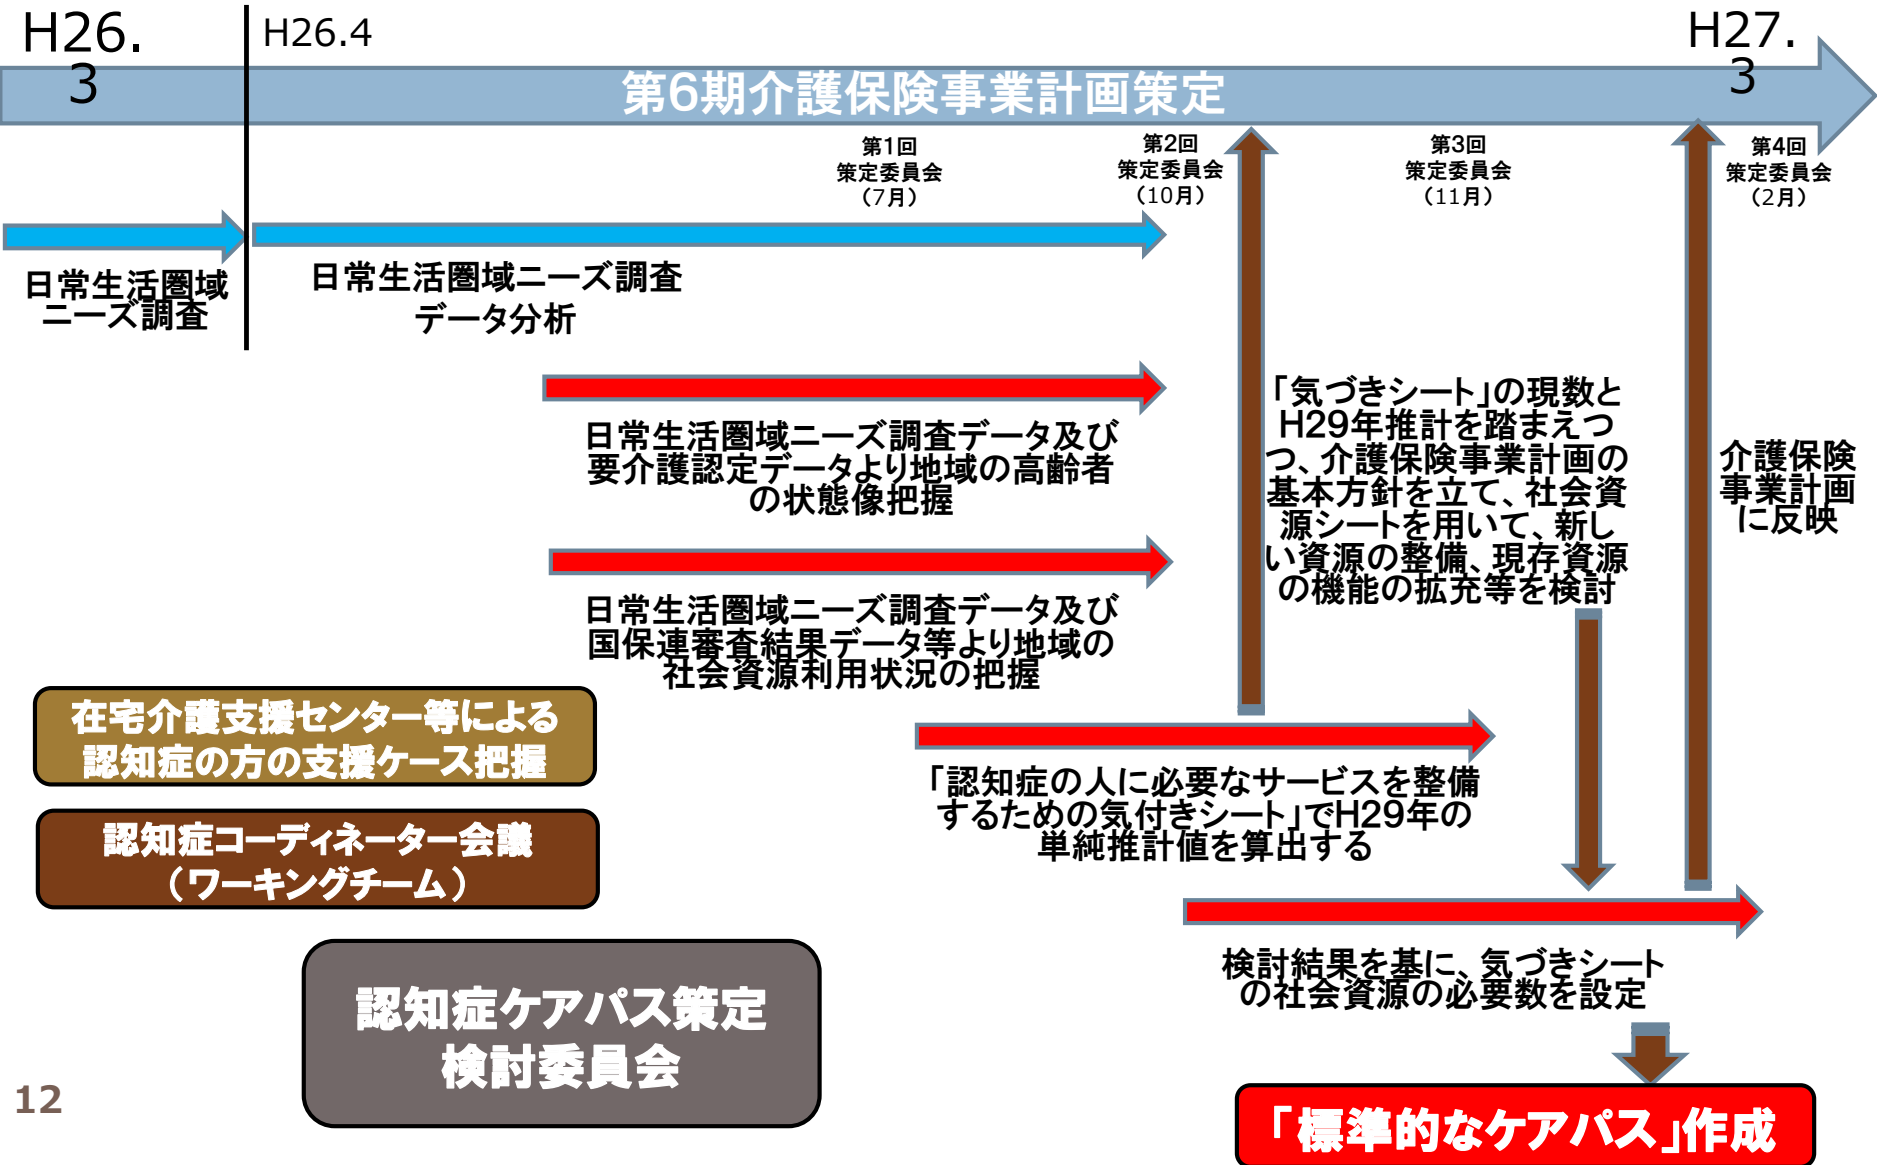 H26.
3
H26.4
H27.
3
第6期介護保険事業計画策定
第1回
策定委員会
（7月）
第2回
策定委員会
（10月）
第3回
策定委員会
（11月）
第4回
策定委員会
（2月）
日常生活圏域
ニーズ調査
日常生活圏域ニーズ調査
データ分析
日常生活圏域ニーズ調査データ及び
要介護認定データより地域の高齢者
の状態像把握
「気づきシート」の現数と
H29年推計を踏まえつ
つ、介護保険事業計画の
基本方針を立て、社会資
源シートを用いて、新し
い資源の整備、現存資源
の機能の拡充等を検討
介護保険
事業計画
に反映
日常生活圏域ニーズ調査データ及び
国保連審査結果データ等より地域の
社会資源利用状況の把握
在宅介護支援センター等による
認知症の方の支援ケース把握
「認知症の人に必要なサービスを整備
するための気付きシート」でH29年の
単純推計値を算出する
認知症コーディネーター会議
（ワーキングチーム）
検討結果を基に、気づきシート
の社会資源の必要数を設定
認知症ケアパス策定
検討委員会
「標準的なケアパス」作成
12